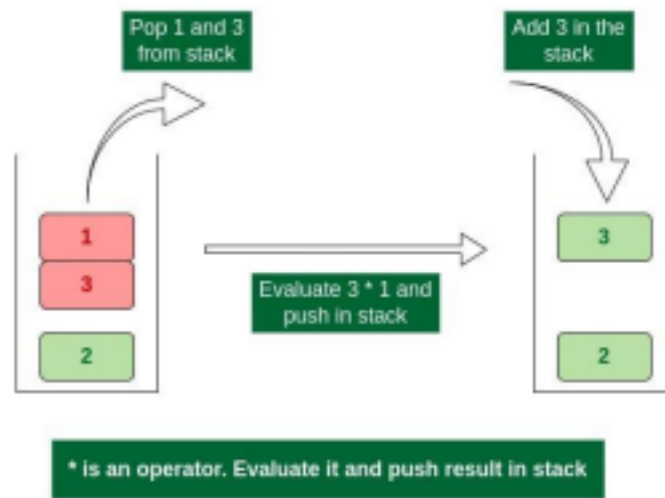 Pop 1 and 3
from stack
Add 3 in the
stack
1
3
2
Evaluate 3 * 1 and
push in stack
3
2
* is an operator. Evaluate it and push result in stack